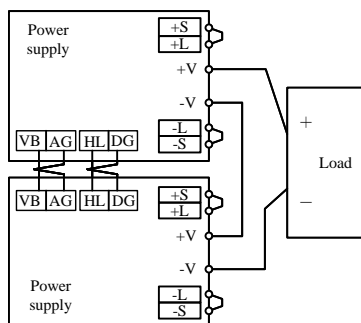 +S
Power
supply
+L
+V
-V
+
-L
VB AG HL DG
-S
Load
−
+S
VB AG HL DG
+L
+V
-V
Power
supply
-L
-S